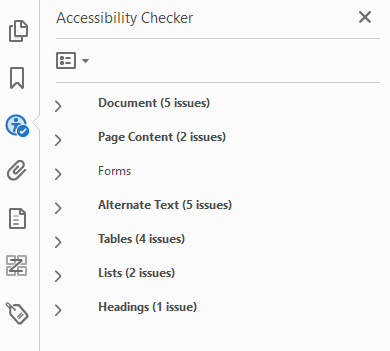 Accessibility Checker
Document (5 issues)
Page Content (2 issues)
Forms
Alternate Text (5 issues)
Tables (4 issues)
Lists (2 issues)
Headings (1 issue)